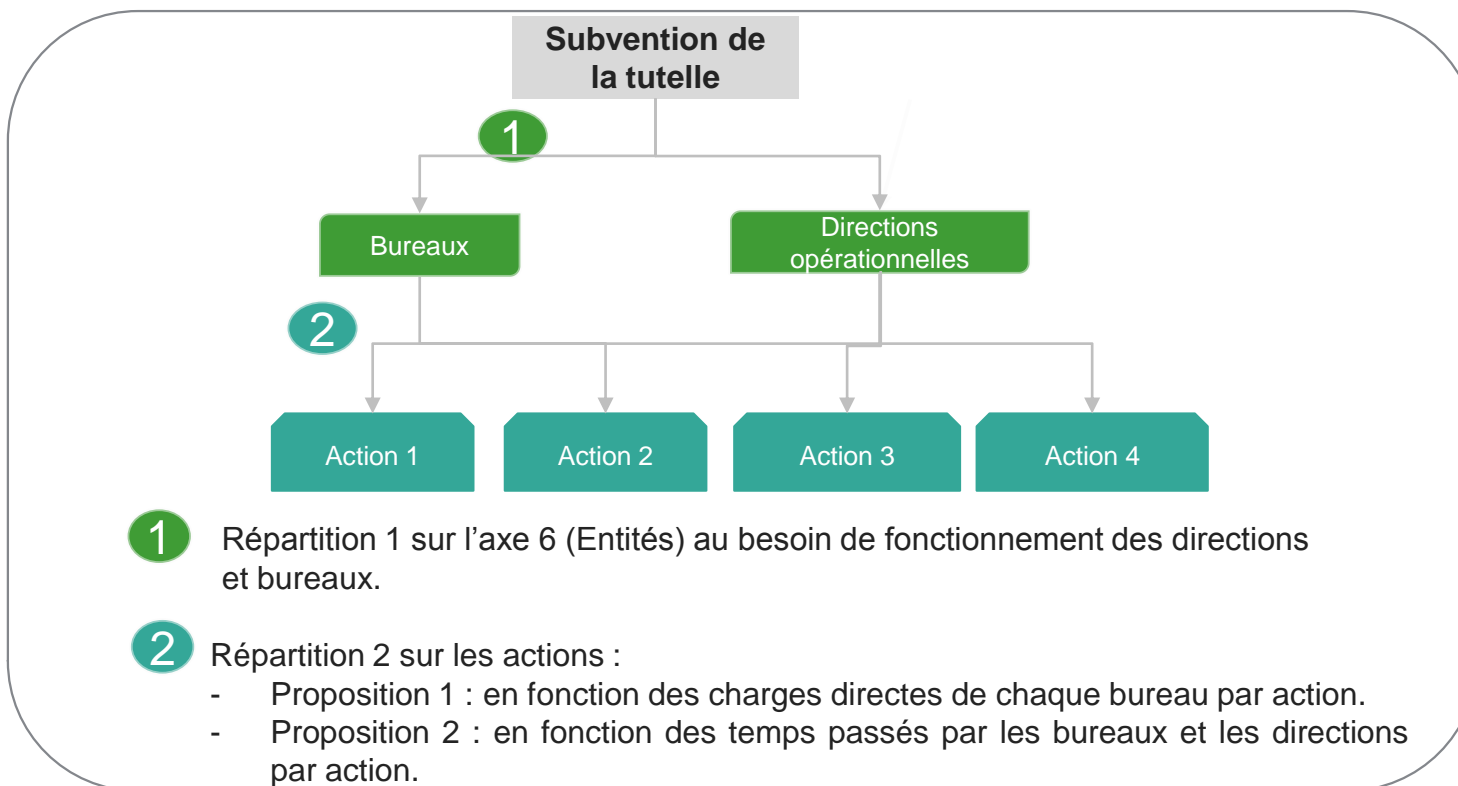 Subvention de
la tutelle
1
Bureaux
Directions
opérationnelles
2
Action 1
Action 2
Action 3
Action 4
1
Répartition 1 sur l’axe 6 (Entités) au besoin de fonctionnement des directions
et bureaux.
2
Répartition 2 sur les actions :
- Proposition 1 : en fonction des charges directes de chaque bureau par action.
- Proposition 2 : en fonction des temps passés par les bureaux et les directions
par action.